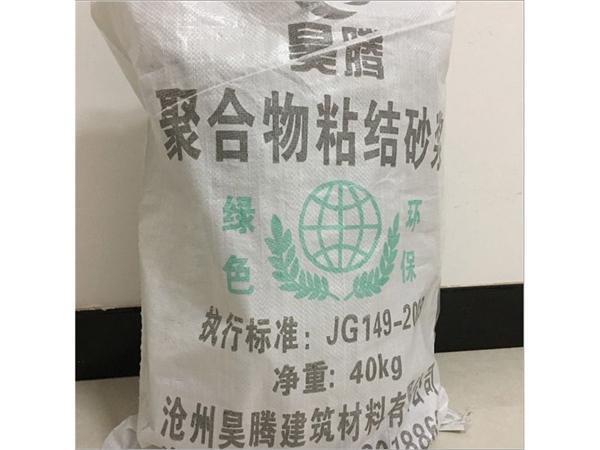 昊腾
聚合物粘结砂浆
绿色 环保
执行标准：JG149-200
净重：40kg
沧州昊腾建筑材料有限公司
018866